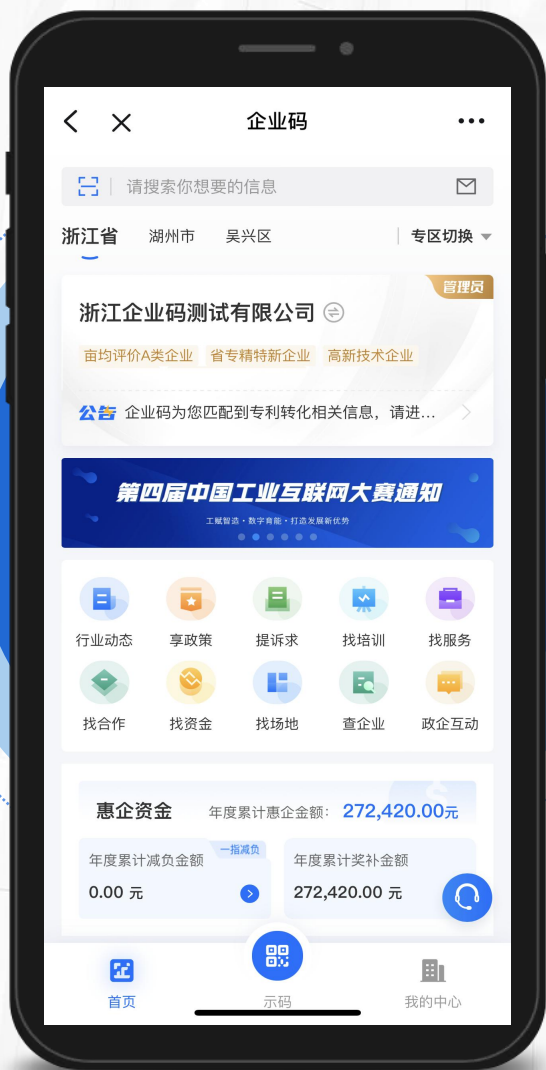 企业码
请搜索你想要的信息
浙江省 湖州市 吴兴区 专区切换
管理员
浙江企业码测试有限公司
亩均评价A类企业 省专精特新企业 高新技术企业
公告 企业码为您匹配到专利转化相关信息，请进...
第四届中国工业互联网大赛通知
工赋智造·数字育能·打造发展新优势
行业动态 享政策 提诉求 找培训 找服务
找合作 找资金 找场地 查企业 政企互动
惠企资金 年度累计惠企金额： 272,420.00元
一指减负
年度累计减负金额 年度累计奖补金额
0.00 元 272,420.00 元
首页 示码 我的中心